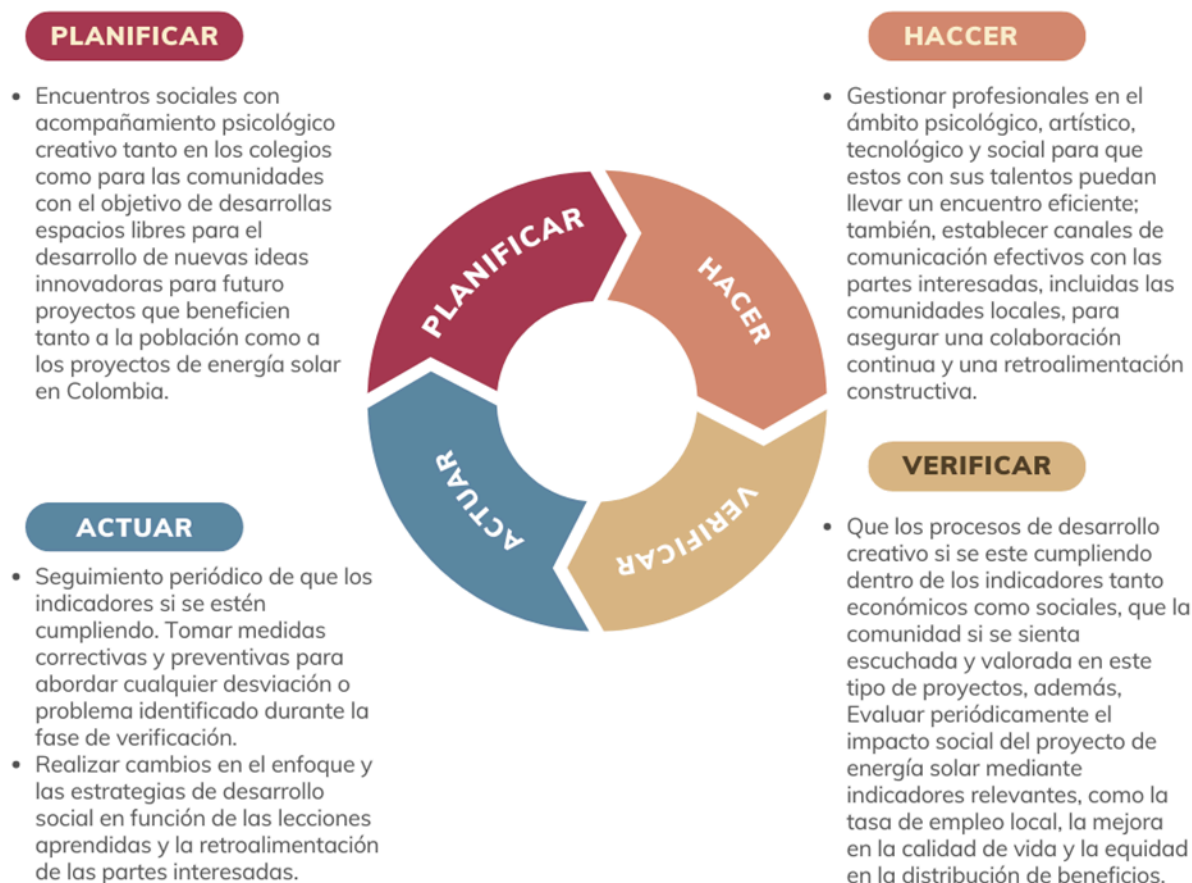 PLANIFICAR
• Encuentros sociales con
acompañamiento psicológico
creativo tanto en los colegios
como para las comunidades
con el objetivo de desarrollas
espacios libres para el
desarrollo de nuevas ideas
innovadoras para futuro
proyectos que beneficien
tanto a la población como a
los proyectos de energía solar
en Colombia.
HACCER
• Gestionar profesionales en el
ámbito psicológico, artístico,
tecnológico y social para que
estos con sus talentos puedan
llevar un encuentro eficiente;
también, establecer canales de
comunicación efectivos con las
partes interesadas, incluidas las
comunidades locales, para
asegurar una colaboración
continua y una retroalimentación
constructiva.
PLANIFICAR
HACER
VERIFICAR
ACTUAR
VERIFICAR
• Que los procesos de desarrollo
creativo si se este cumpliendo
dentro de los indicadores tanto
económicos como sociales, que la
comunidad si se sienta
escuchada y valorada en este
tipo de proyectos, además,
Evaluar periódicamente el
impacto social del proyecto de
energía solar mediante
indicadores relevantes, como la
tasa de empleo local, la mejora
en la calidad de vida y la equidad
en la distribución de beneficios.
ACTUAR
• Seguimiento periódico de que los
indicadores si se estén
cumpliendo. Tomar medidas
correctivas y preventivas para
abordar cualquier desviación o
problema identificado durante la
fase de verificación.
• Realizar cambios en el enfoque y
las estrategias de desarrollo
social en función de las lecciones
aprendidas y la retroalimentación
de las partes interesadas.